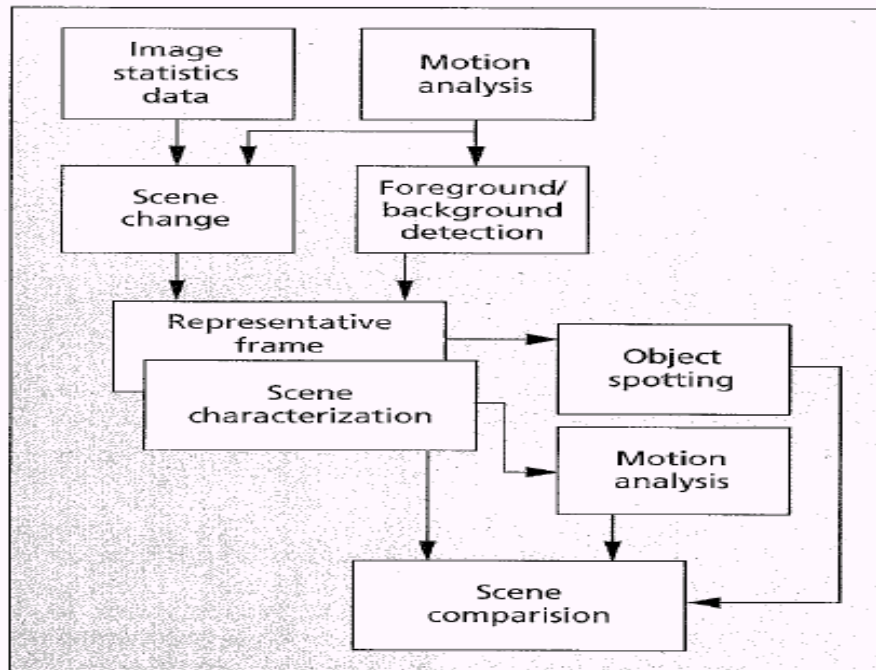 Image
statistics
data
Motion
analysis
Scene
change
Foreground/
background
detection
Representative
frame
Scene
characterization
Object
spotting
Motion
analysis
Scene
comparision